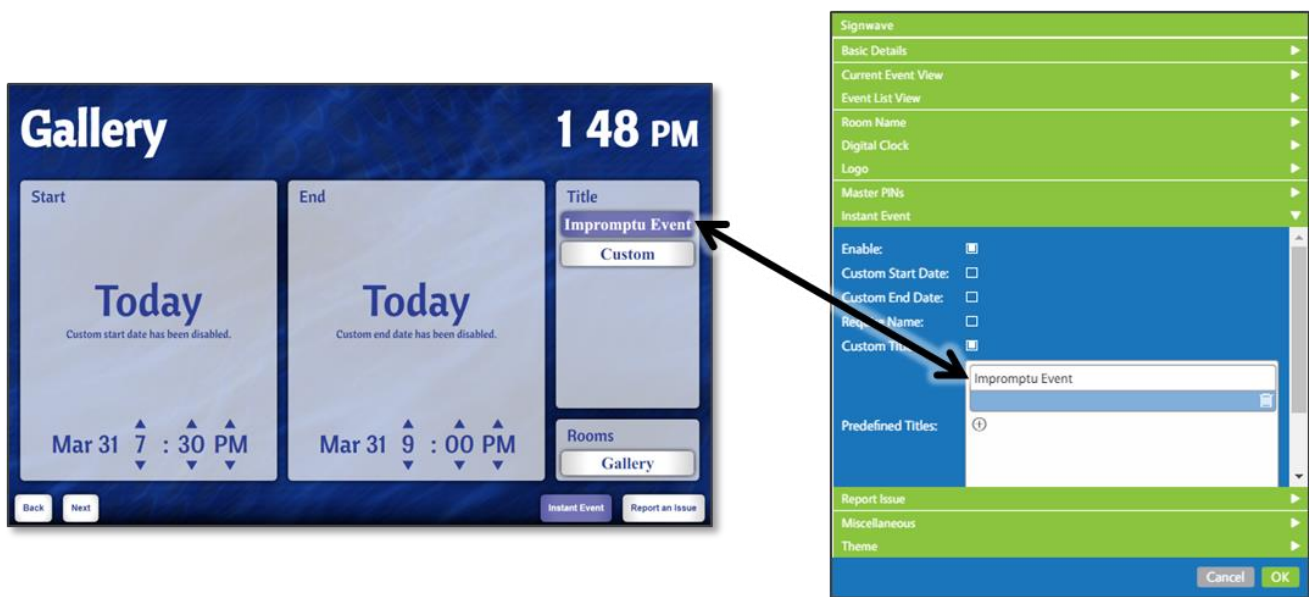 Gallery
1 48 PM
Start
Today
Custom start date has been disabled.
Mar 31 7 : 30 PM
End
Today
Custom end date has been disabled.
Mar 31 9 : 00 PM
Title
Impromptu Event
Custom
Rooms
Gallery
Back Next Instant Event Report an Issue
Signwave
Basic Details
Current Event View
Event List View
Room Name
Digital Clock
Logo
Master PINs
Instant Event
Enable:
Custom Start Date:
Custom End Date:
Require Name:
Custom
Impromptu Event
Predefined Titles:
Report Issue
Miscellaneous
Theme
Cancel OK